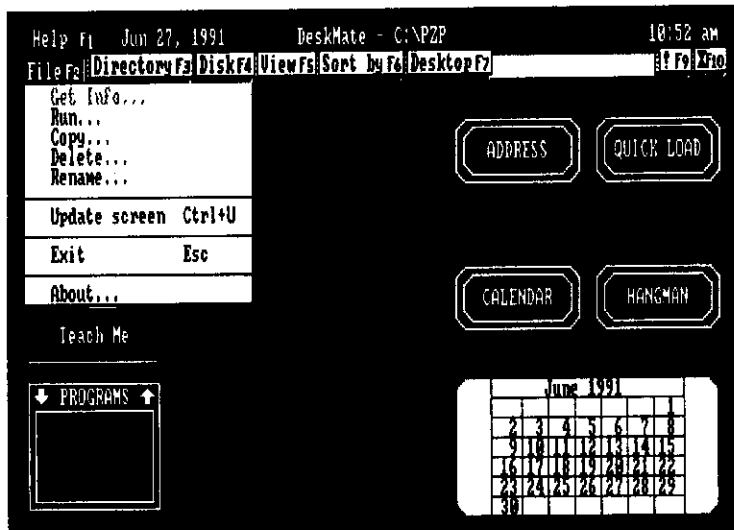 Help F1 Jun 27, 1991 DeskMate - C:\PZP 10:52 am
File F2 Directory F3 Disk F4 View F5 Sort by F6 Desktop F7 ! F9 F10
Get Info...
Run...
Copy...
Delete...
Rename...
Update screen Ctrl+U
Exit Esc
About...
Teach Me
PROGRAMS
ADDRESS QUICK LOAD
CALENDAR HANGMAN
June 1991
1
2 3 4 5 6 7 8
9 10 11 12 13 14 15
16 17 18 19 20 21 22
23 24 25 26 27 28 29
30